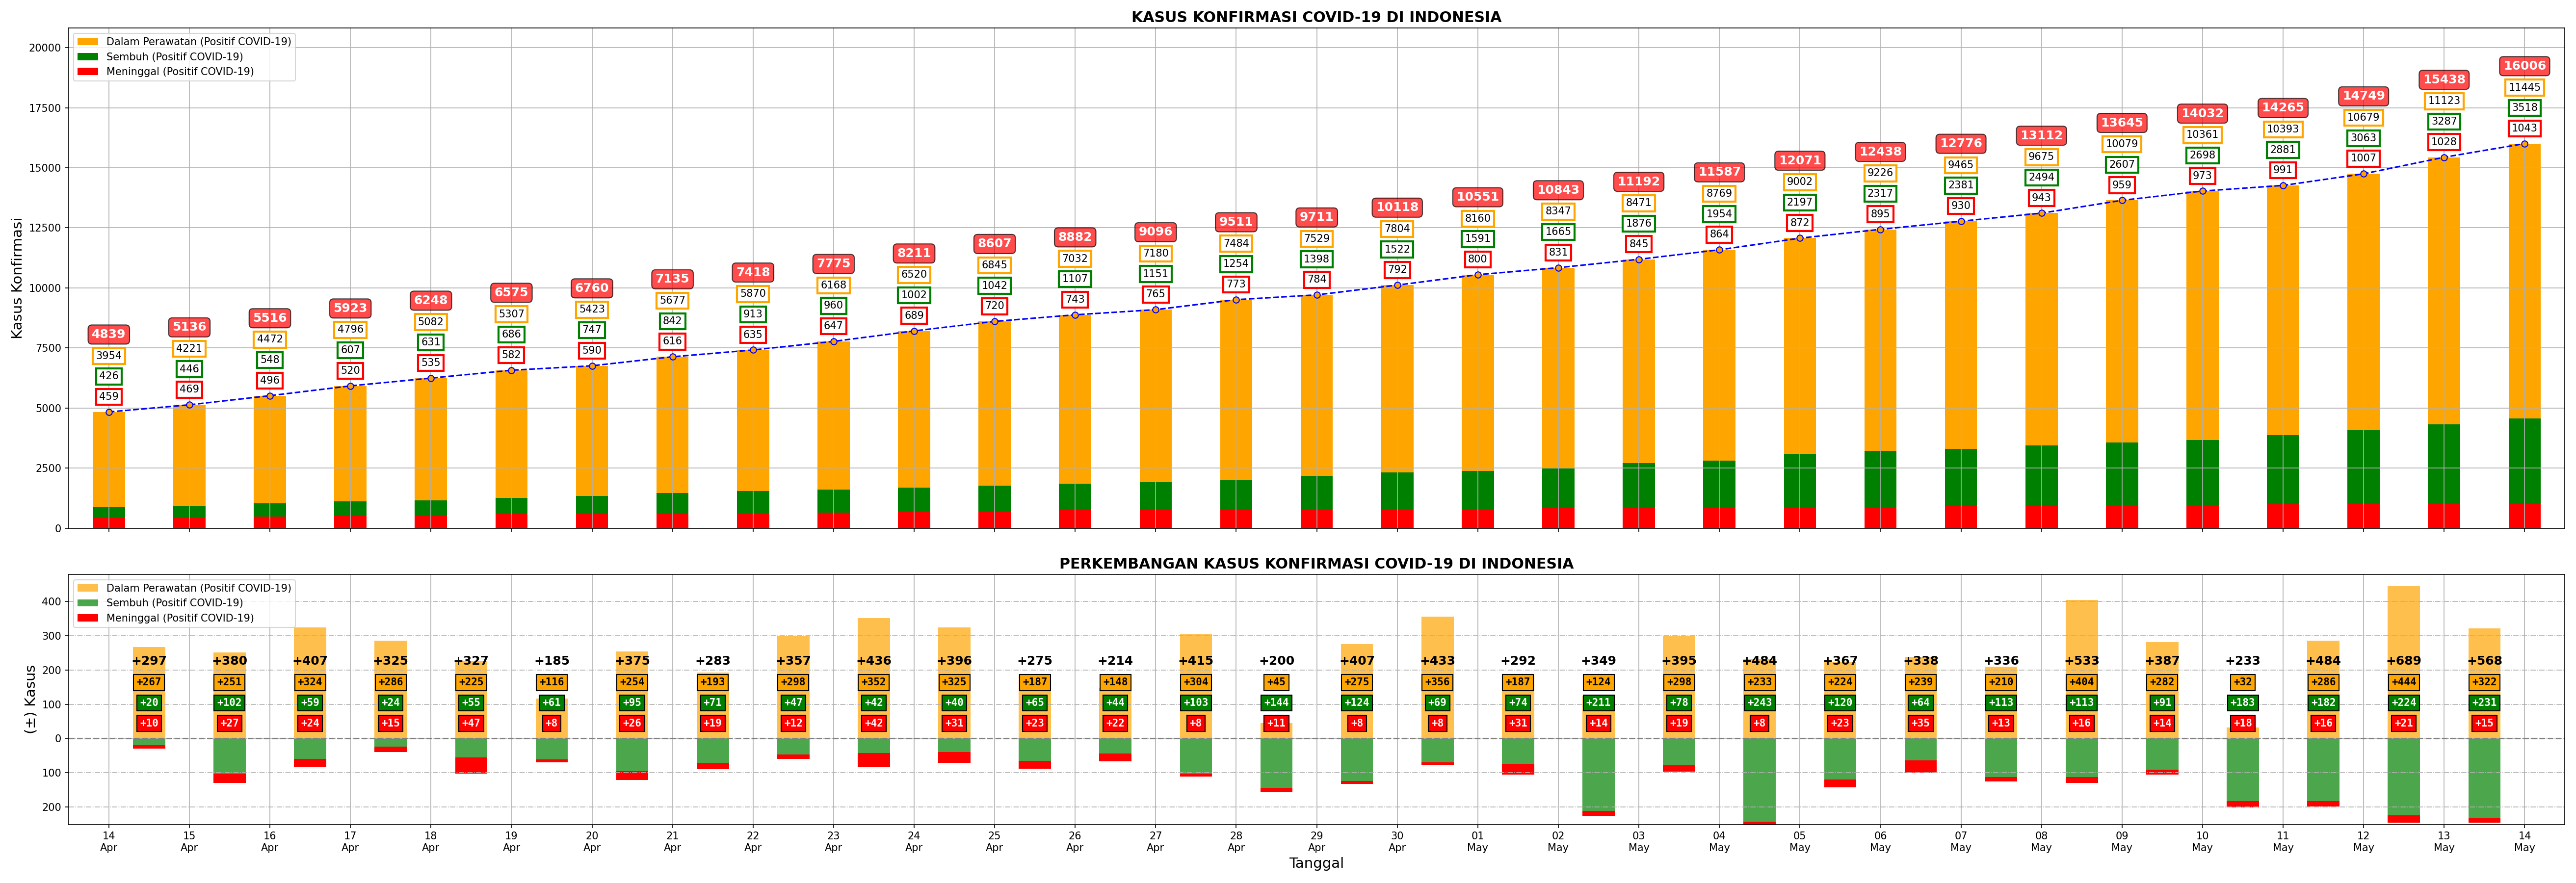 KASUS KONFIRMASI COVID-19 DI INDONESIA
Dalam Perawatan (Positif COVID-19)
Sembuh (Positif COVID-19)
Meninggal (Positif COVID-19)
Kasus Konfirmasi
20000
17500
15000
12500
10000
7500
5000
2500
0
4839 5136 5516 5923 6248 6575 6760 7135 7418 7775 8211 8607 8882 9096 9511 9711 10118 10551 10843 11192 11587 12071 12438 12776 13112 13645 14032 14265 14749 15438 16006
3954 4221 4472 4796 5082 5307 5423 5677 5870 6168 6520 6845 7032 7180 7484 7529 7804 8160 8347 8471 8769 9002 9226 9465 9675 10079 10361 10393 10679 11123 11445
426 446 548 607 631 686 747 842 913 960 1002 1042 1107 1151 1254 1398 1522 1591 1665 1876 1954 2197 2317 2381 2494 2607 2698 2881 3063 3287 3518
459 469 496 520 535 582 590 616 635 647 689 720 743 765 773 784 792 800 831 845 864 872 895 930 943 959 973 991 1007 1028 1043
PERKEMBANGAN KASUS KONFIRMASI COVID-19 DI INDONESIA
Dalam Perawatan (Positif COVID-19)
Sembuh (Positif COVID-19)
Meninggal (Positif COVID-19)
(±) Kasus
400
300
200
100
0
100
200
+297 +380 +407 +325 +327 +185 +375 +283 +357 +436 +396 +275 +214 +415 +200 +407 +433 +292 +349 +395 +484 +367 +338 +336 +533 +387 +233 +484 +689 +568
+267 +251 +324 +286 +225 +116 +254 +193 +298 +352 +325 +187 +148 +304 +45 +275 +356 +187 +124 +298 +233 +224 +239 +210 +404 +282 +32 +286 +444 +322
+20 +102 +59 +24 +55 +61 +95 +71 +47 +42 +40 +65 +44 +103 +144 +124 +69 +74 +211 +78 +243 +120 +64 +113 +113 +91 +183 +182 +224 +231
+10 +27 +24 +15 +47 +8 +26 +19 +12 +42 +31 +23 +22 +8 +11 +8 +8 +31 +14 +19 +8 +23 +35 +13 +16 +14 +18 +16 +21 +15
14 15 16 17 18 19 20 21 22 23 24 25 26 27 28 29 30 01 02 03 04 05 06 07 08 09 10 11 12 13 14
Apr Apr Apr Apr Apr Apr Apr Apr Apr Apr Apr Apr Apr Apr Apr Apr Apr May May May May May May May May May May May May May May
Tanggal